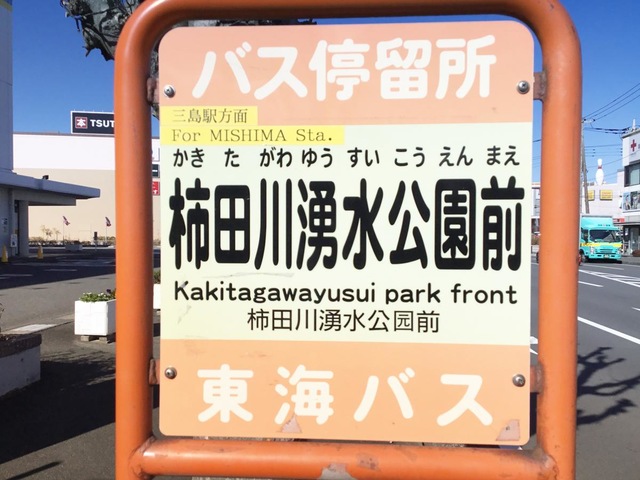 バス停留所
三島駅方面
For MISHIMA Sta.
かきたがわゆうすいこうえんまえ
柿田川湧水公園前
Kakitagawayusui park front
柿田川湧水公园前
東海バス
本 TSUT